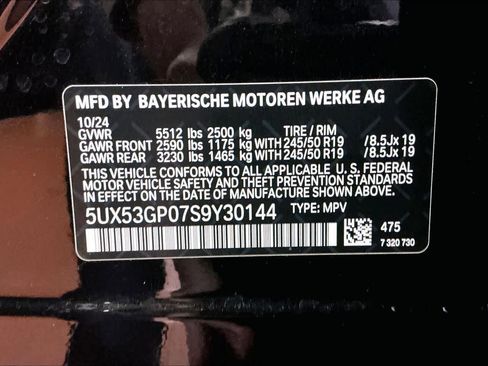 MFD BY BAYERISCHE MOTOREN WERKE AG
10/24
GVWR 5512 lbs 2500 kg TIRE / RIM
GAWR FRONT 2590 lbs 1175 kg WITH 245/50 R19 / 8.5Jx 19
GAWR REAR 3230 lbs 1465 kg WITH 245/50 R19 / 8.5Jx 19
THIS VEHICLE CONFORMS TO ALL APPLICABLE U. S. FEDERAL
MOTOR VEHICLE SAFETY AND THEFT PREVENTION STANDARDS
IN EFFECT ON THE DATE OF MANUFACTURE SHOWN ABOVE.
5UX53GP07S9Y30144 TYPE: MPV
475
7 320 730